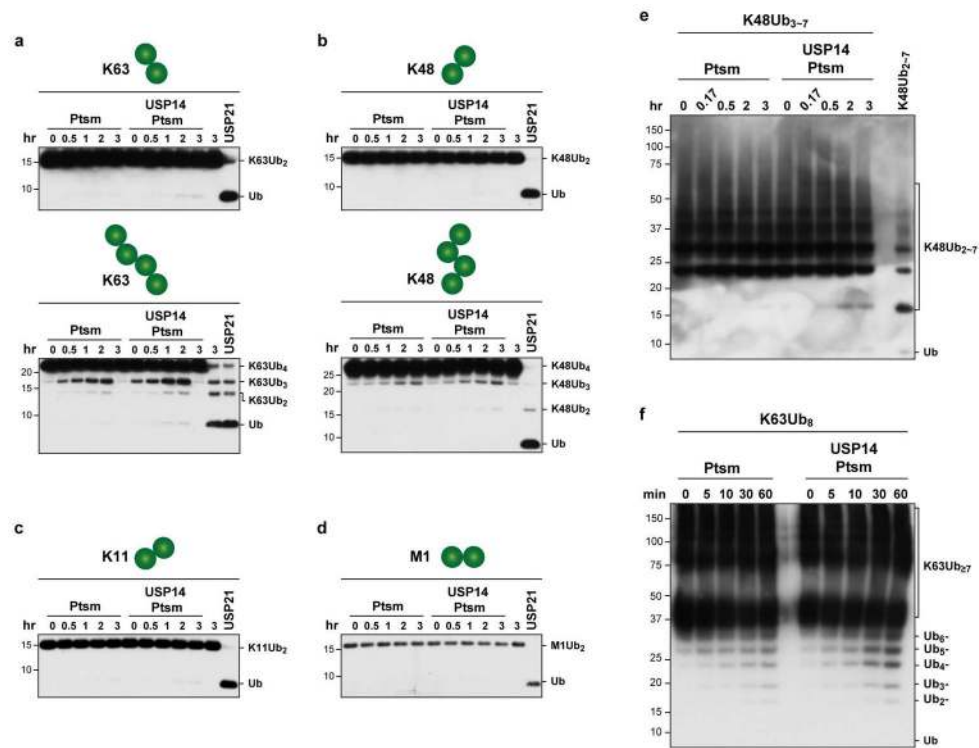 a
K63
USP14
Ptsm Ptsm USP21
hr 0 0.5 1 2 3 0 0.5 1 2 3 3
15 K63Ub₂
10 Ub
K63
USP14
Ptsm Ptsm USP21
hr 0 0.5 1 2 3 0 0.5 1 2 3 3
20 K63Ub₄
15 K63Ub₃
K63Ub₂
10 Ub
b
K48
USP14
Ptsm Ptsm USP21
hr 0 0.5 1 2 3 0 0.5 1 2 3 3
15 K48Ub₂
10 Ub
K48
USP14
Ptsm Ptsm USP21
hr 0 0.5 1 2 3 0 0.5 1 2 3 3
25 K48Ub₄
20 K48Ub₃
15 K48Ub₂
10 Ub
c
K11
USP14
Ptsm Ptsm USP21
hr 0 0.5 1 2 3 0 0.5 1 2 3 3
15 K11Ub₂
10 Ub
d
M1
USP14
Ptsm Ptsm USP21
hr 0 0.5 1 2 3 0 0.5 1 2 3 3
15 M1Ub₂
10 Ub
e
K48Ub₃₋₇
USP14
Ptsm Ptsm K48Ub₂₋₇
hr 0 0.17 0.5 2 3 0 0.17 0.5 2 3
150
100
75
50
37
K48Ub₂₋₇
25
20
15
10 Ub
f
K63Ub₈
USP14
Ptsm Ptsm
min 0 5 10 30 60 0 5 10 30 60
150
100
75 K63Ub≥₇
50
37
Ub₆-
Ub₅-
25 Ub₄-
20 Ub₃-
15 Ub₂-
10 Ub